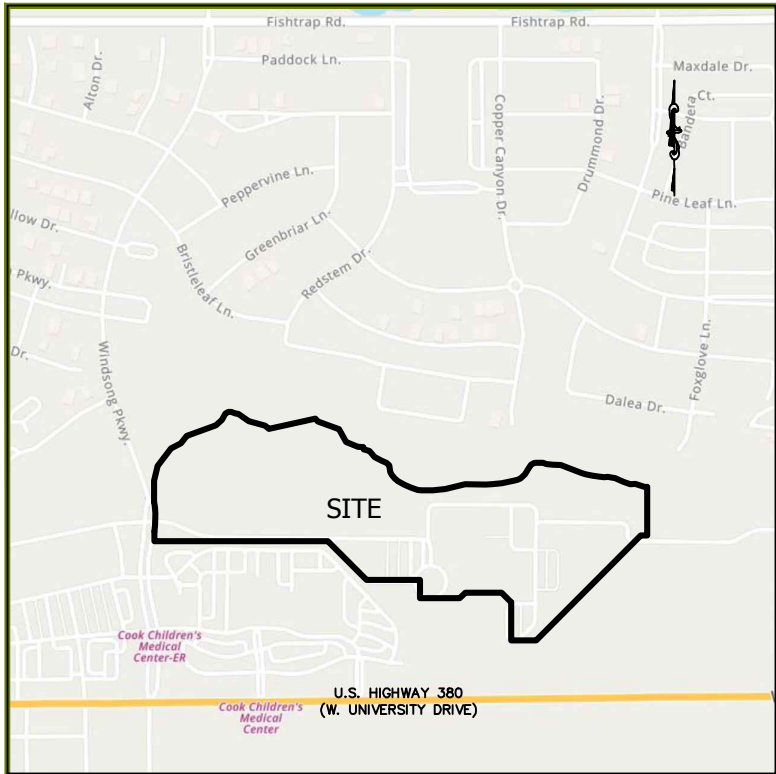 Fishtrap Rd.
Fishtrap Rd.
Paddock Ln.
Maxdale Dr.
Alton Dr.
Copper Canyon Dr.
Drummond Dr.
Bandera
Ct.
Peppervine Ln.
Pine Leaf Ln.
llow Dr.
Greenbriar Ln.
Bristleleaf Ln.
Redstem Dr.
Pkwy.
Windsong Pkwy.
Foxglove Ln.
Dr.
Dalea Dr.
SITE
Cook Children's
Medical
Center-ER
U.S. HIGHWAY 380
(W. UNIVERSITY DRIVE)
Cook Children's
Medical
Center